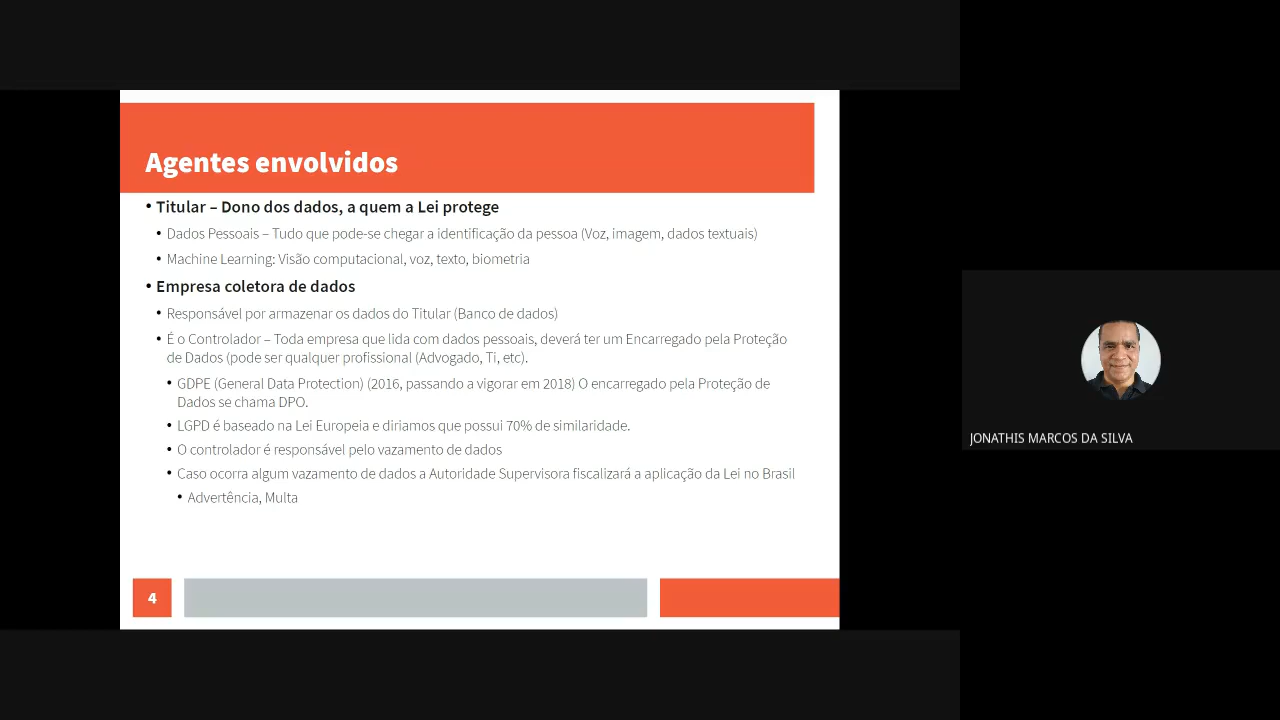 Agentes envolvidos
• Titular – Dono dos dados, a quem a Lei protege
• Dados Pessoais – Tudo que pode-se chegar a identificação da pessoa (Voz, imagem, dados textuais)
• Machine Learning: Visão computacional, voz, texto, biometria
• Empresa coletora de dados
• Responsável por armazenar os dados do Titular (Banco de dados)
• É o Controlador – Toda empresa que lida com dados pessoais, deverá ter um Encarregado pela Proteção
de Dados (pode ser qualquer profissional (Advogado, Ti, etc).
• GDPE (General Data Protection) (2016, passando a vigorar em 2018) O encarregado pela Proteção de
Dados se chama DPO.
• LGPD é baseado na Lei Europeia e diriamos que possui 70% de similaridade.
• O controlador é responsável pelo vazamento de dados
• Caso ocorra algum vazamento de dados a Autoridade Supervisora fiscalizará a aplicação da Lei no Brasil
• Advertência, Multa
4
JONATHIS MARCOS DA SILVA